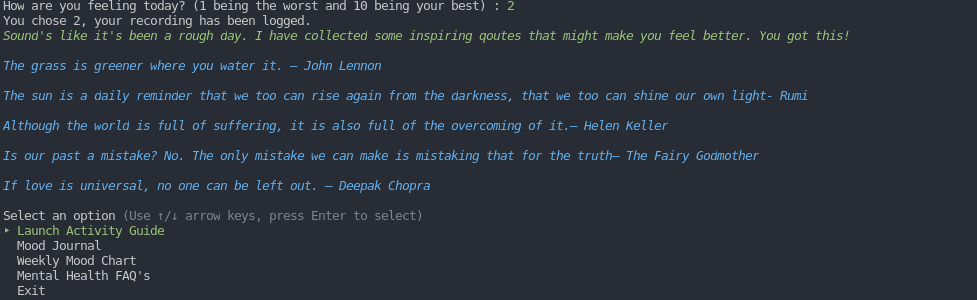 How are you feeling today? (1 being the worst and 10 being your best) : 2
You chose 2, your recording has been logged.
Sound's like it's been a rough day. I have collected some inspiring qoutes that might make you feel better. You got this!
The grass is greener where you water it. – John Lennon
The sun is a daily reminder that we too can rise again from the darkness, that we too can shine our own light- Rumi
Although the world is full of suffering, it is also full of the overcoming of it.– Helen Keller
Is our past a mistake? No. The only mistake we can make is mistaking that for the truth– The Fairy Godmother
If love is universal, no one can be left out. – Deepak Chopra
Select an option (Use ↑/↓ arrow keys, press Enter to select)
‣ Launch Activity Guide
Mood Journal
Weekly Mood Chart
Mental Health FAQ's
Exit